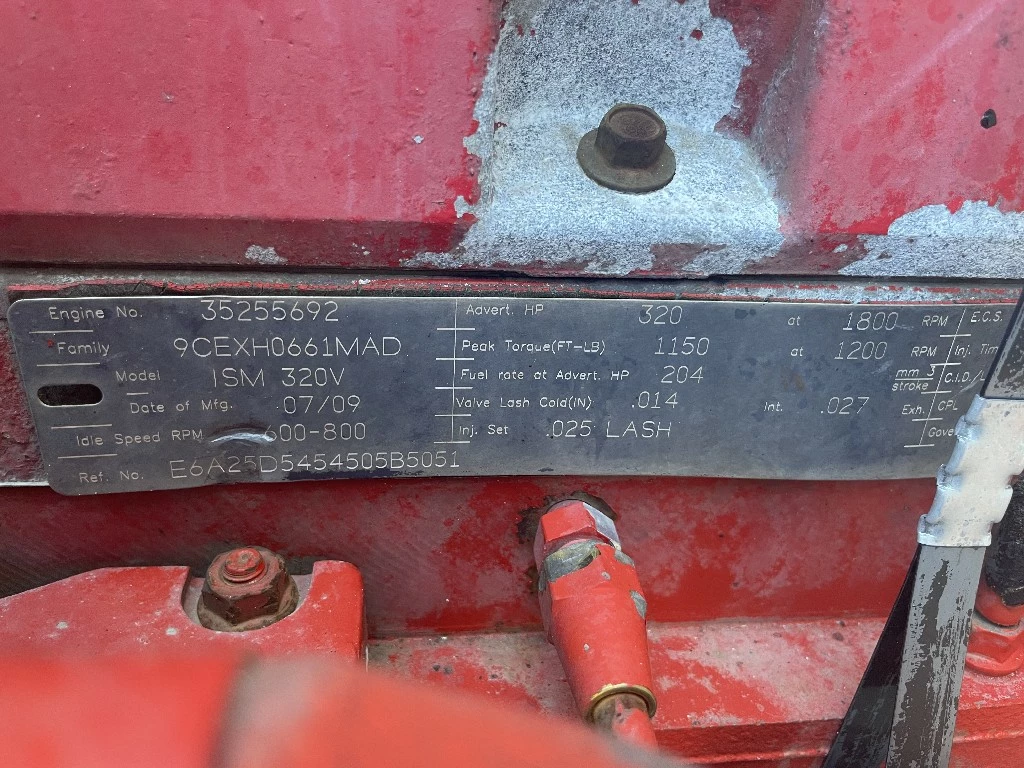 Engine No. 35255692
Family 9CEXH0661MAD
Model ISM 320V
Date of Mfg. 07/09
Idle Speed RPM 600-800
Ref. No. E6A25D5454505B5051
Advert. HP 320 at 1800 RPM E.C.S.
Peak Torque(FT-LB) 1150 at 1200 RPM Inj. Tim
Fuel rate at Advert. HP 204 mm 3 stroke C.I.D./L
Valve Lash Cold(IN) .014 Int. .027 Exh. CPL
Inj. Set .025 LASH Gove